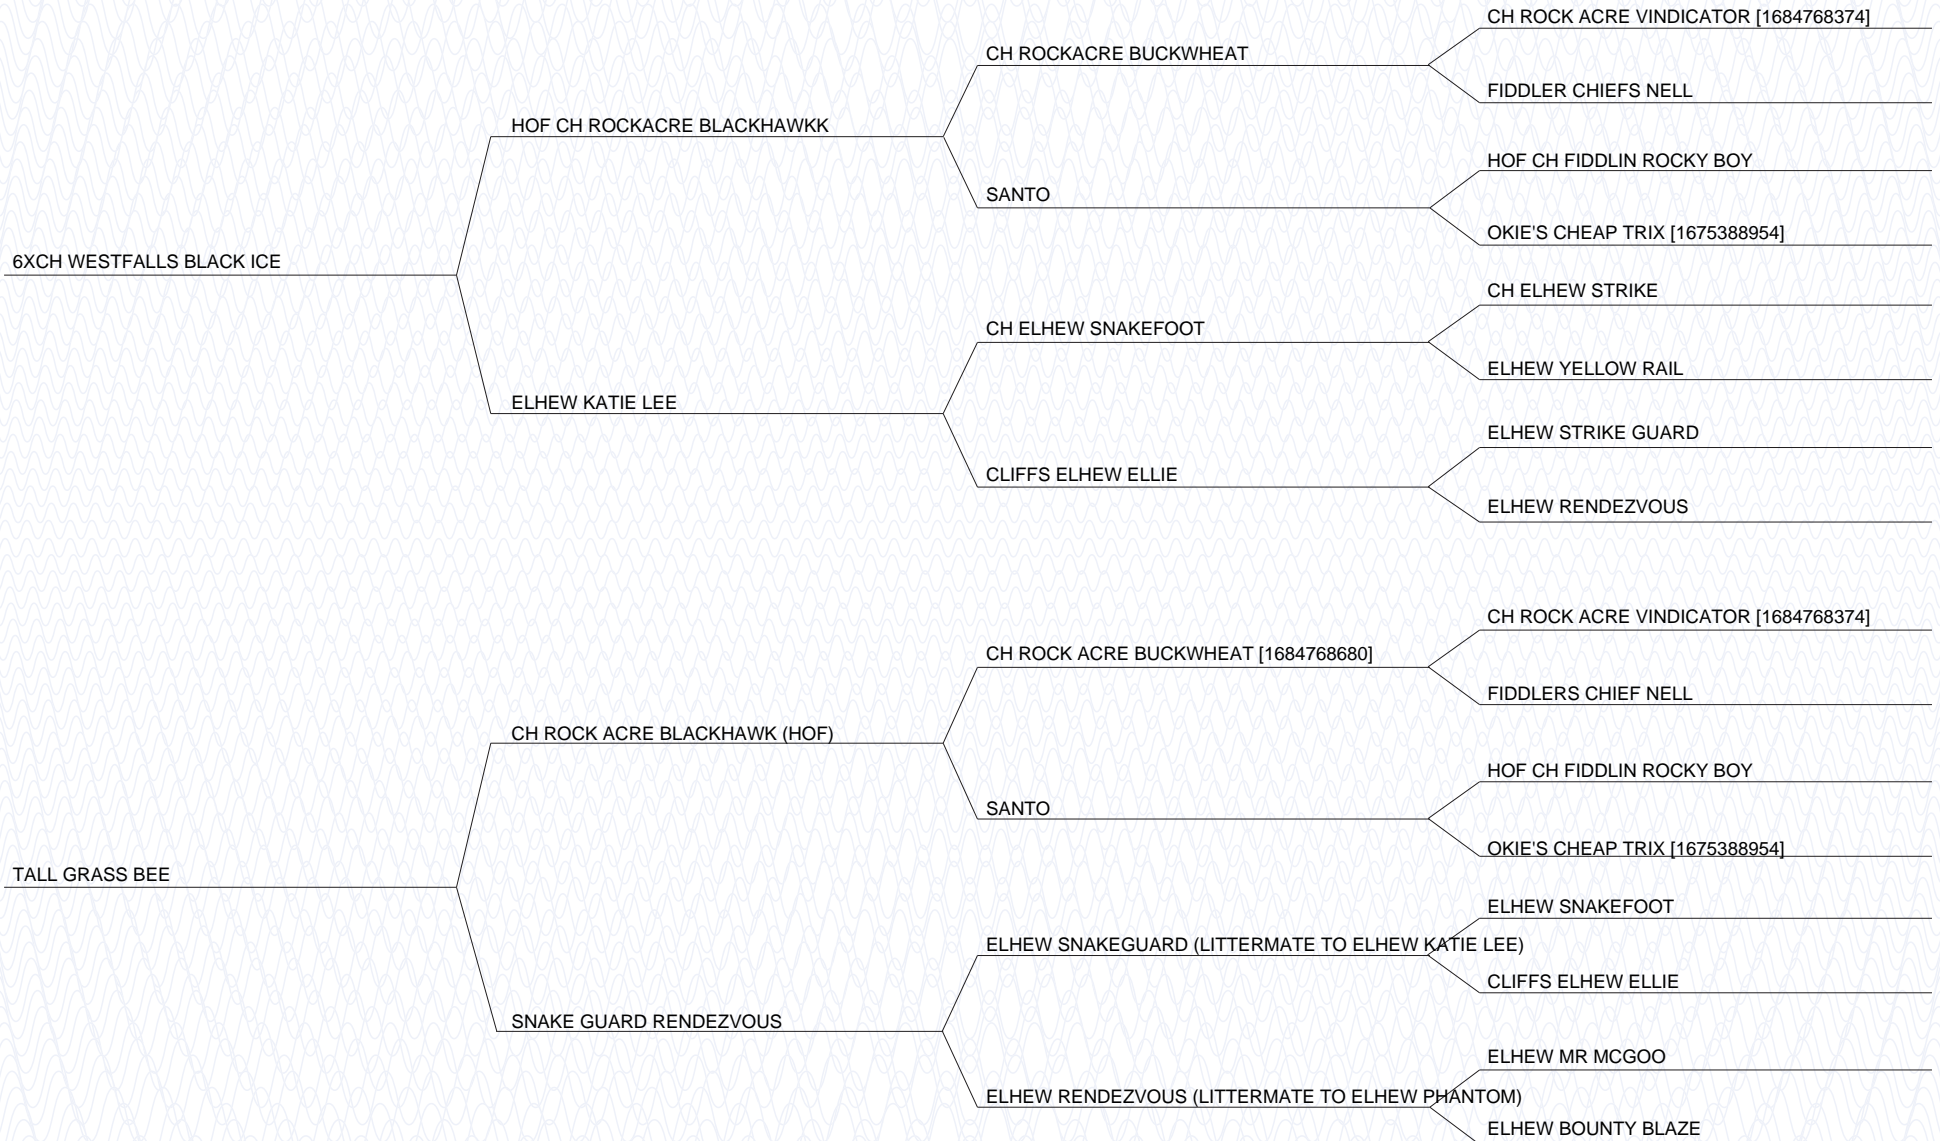 CH ROCK ACRE VINDICATOR [1684768374]
CH ROCKACRE BUCKWHEAT
FIDDLER CHIEFS NELL
HOF CH ROCKACRE BLACKHAWKK
HOF CH FIDDLIN ROCKY BOY
SANTO
OKIE'S CHEAP TRIX [1675388954]
6XCH WESTFALLS BLACK ICE
CH ELHEW STRIKE
CH ELHEW SNAKEFOOT
ELHEW YELLOW RAIL
ELHEW KATIE LEE
ELHEW STRIKE GUARD
CLIFFS ELHEW ELLIE
ELHEW RENDEZVOUS
CH ROCK ACRE VINDICATOR [1684768374]
CH ROCK ACRE BUCKWHEAT [1684768680]
FIDDLERS CHIEF NELL
CH ROCK ACRE BLACKHAWK (HOF)
HOF CH FIDDLIN ROCKY BOY
SANTO
OKIE'S CHEAP TRIX [1675388954]
TALL GRASS BEE
ELHEW SNAKEFOOT
ELHEW SNAKEGUARD (LITTERMATE TO ELHEW KATIE LEE)
CLIFFS ELHEW ELLIE
SNAKE GUARD RENDEZVOUS
ELHEW MR MCGOO
ELHEW RENDEZVOUS (LITTERMATE TO ELHEW PHANTOM)
ELHEW BOUNTY BLAZE